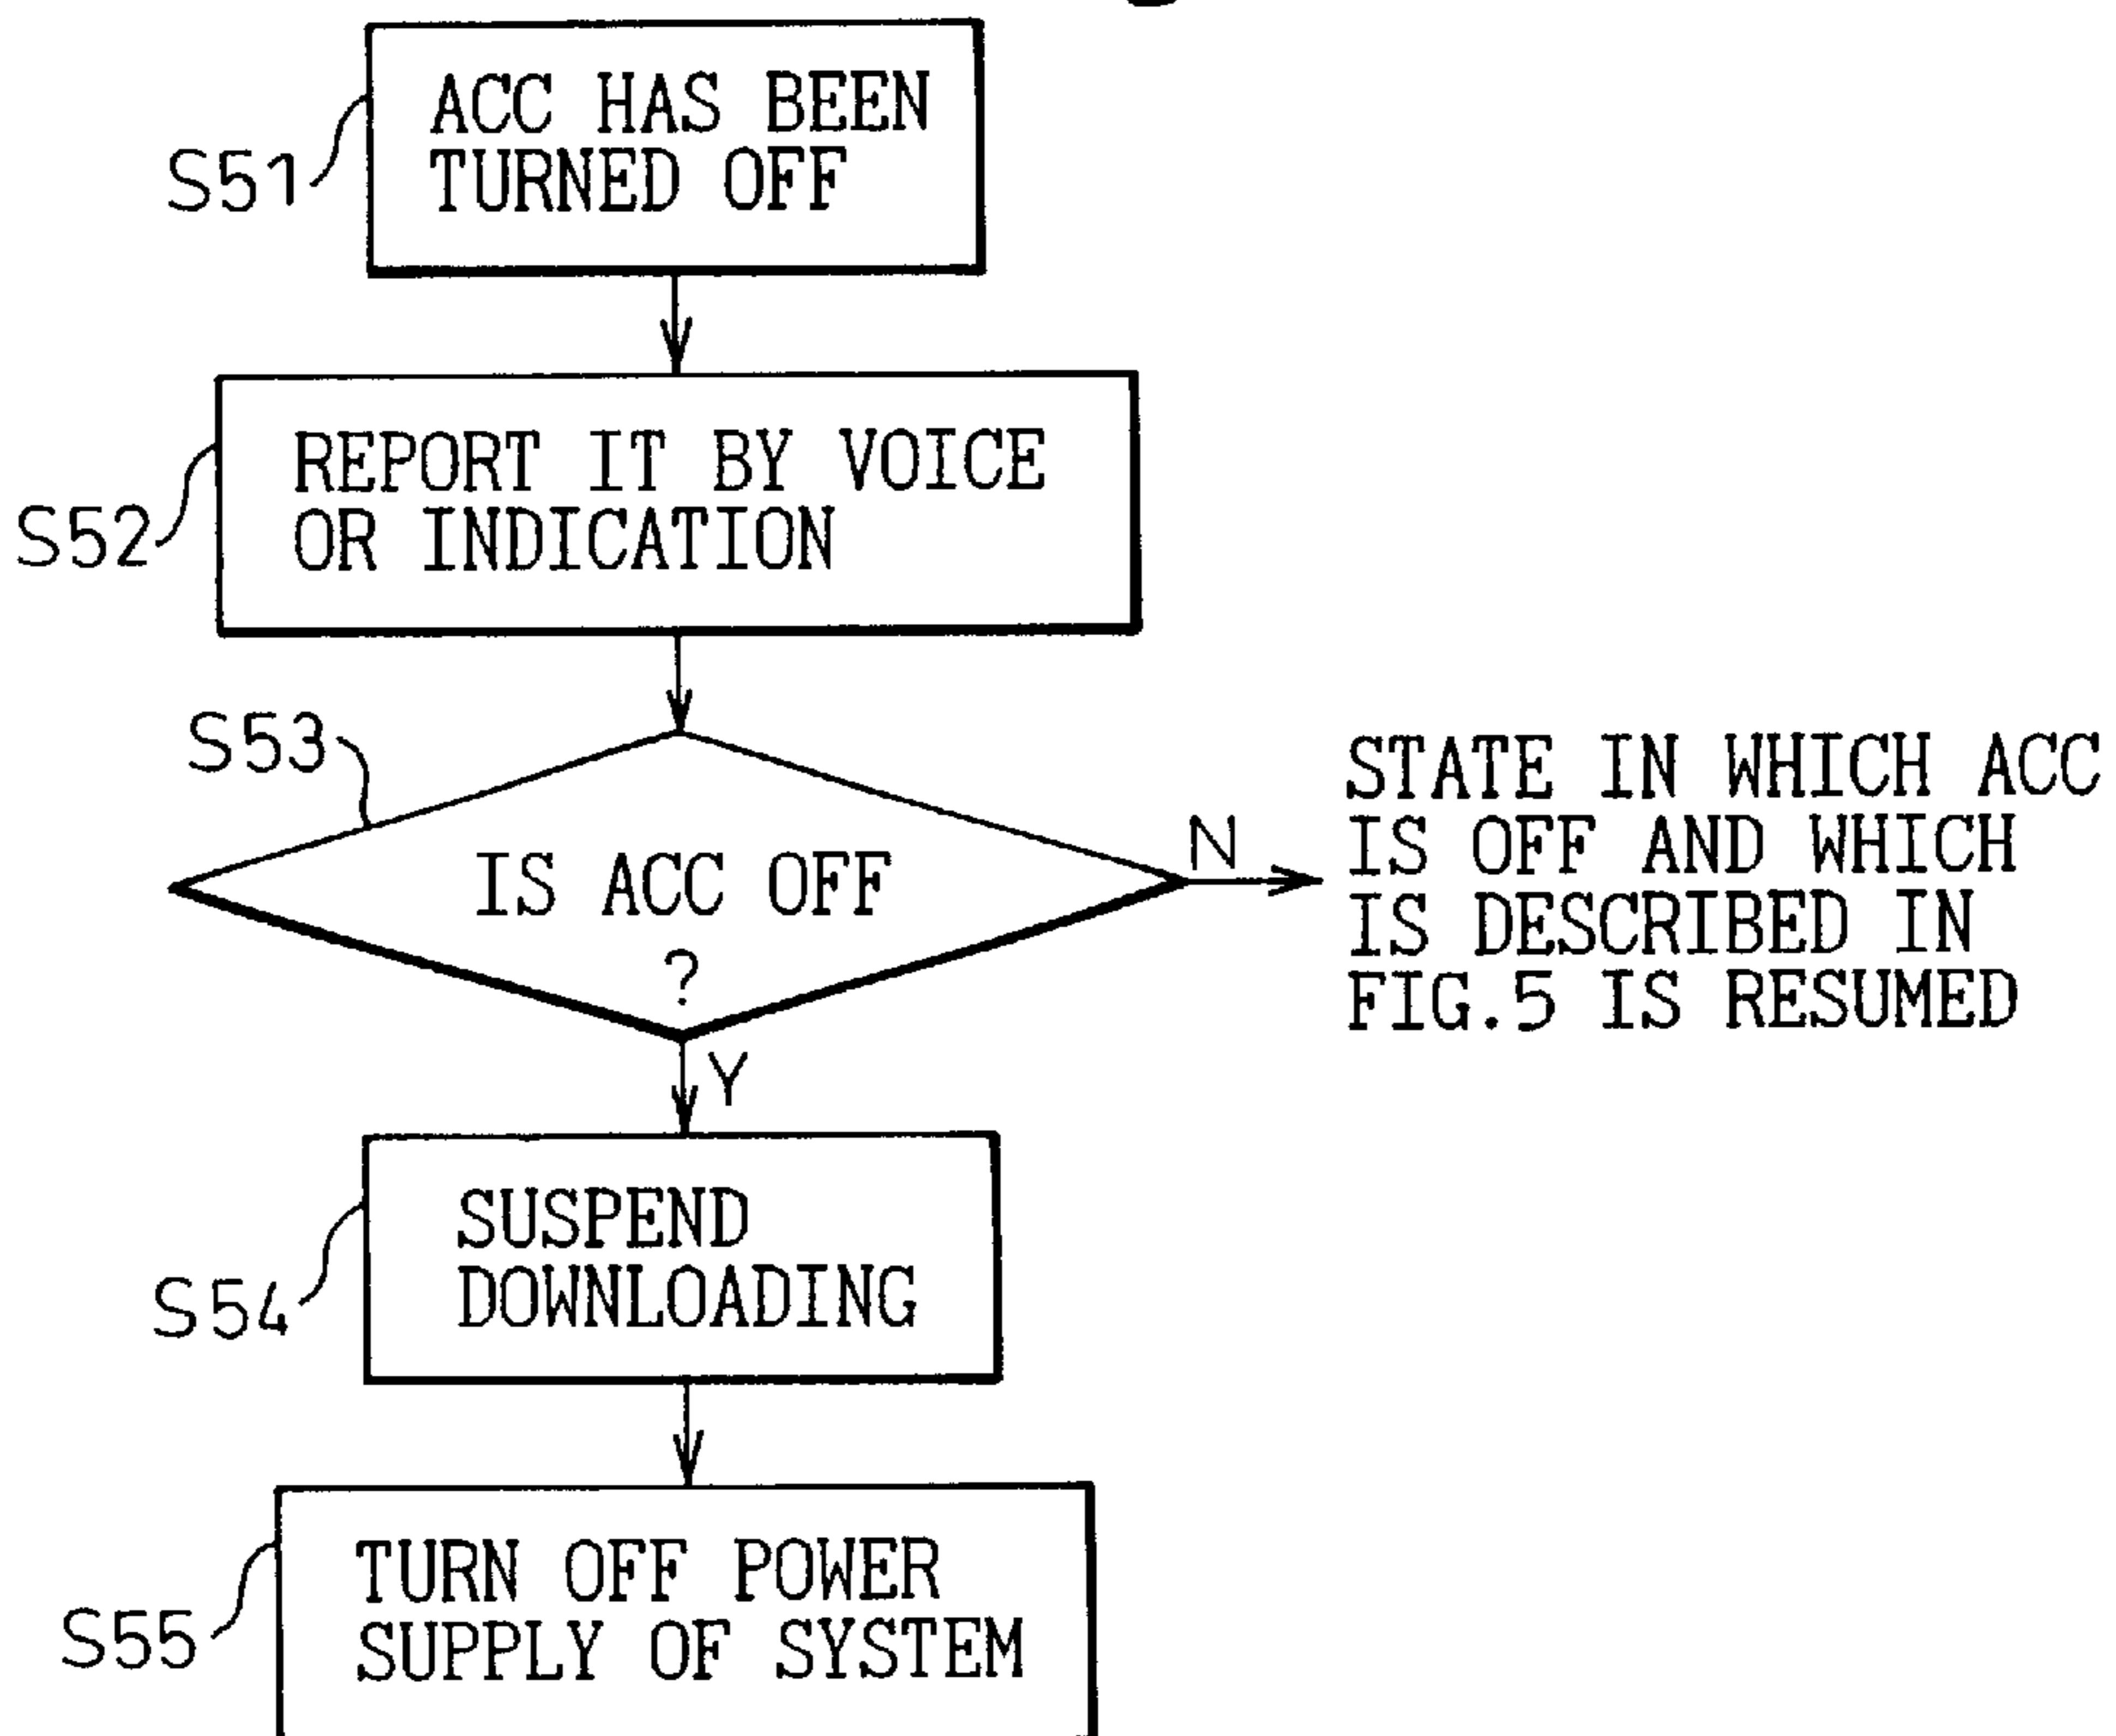 S51
ACC HAS BEEN
TURNED OFF
S52
REPORT IT BY VOICE
OR INDICATION
S53
IS ACC OFF
?
N
STATE IN WHICH ACC
IS OFF AND WHICH
IS DESCRIBED IN
FIG.5 IS RESUMED
Y
S54
SUSPEND
DOWNLOADING
S55
TURN OFF POWER
SUPPLY OF SYSTEM